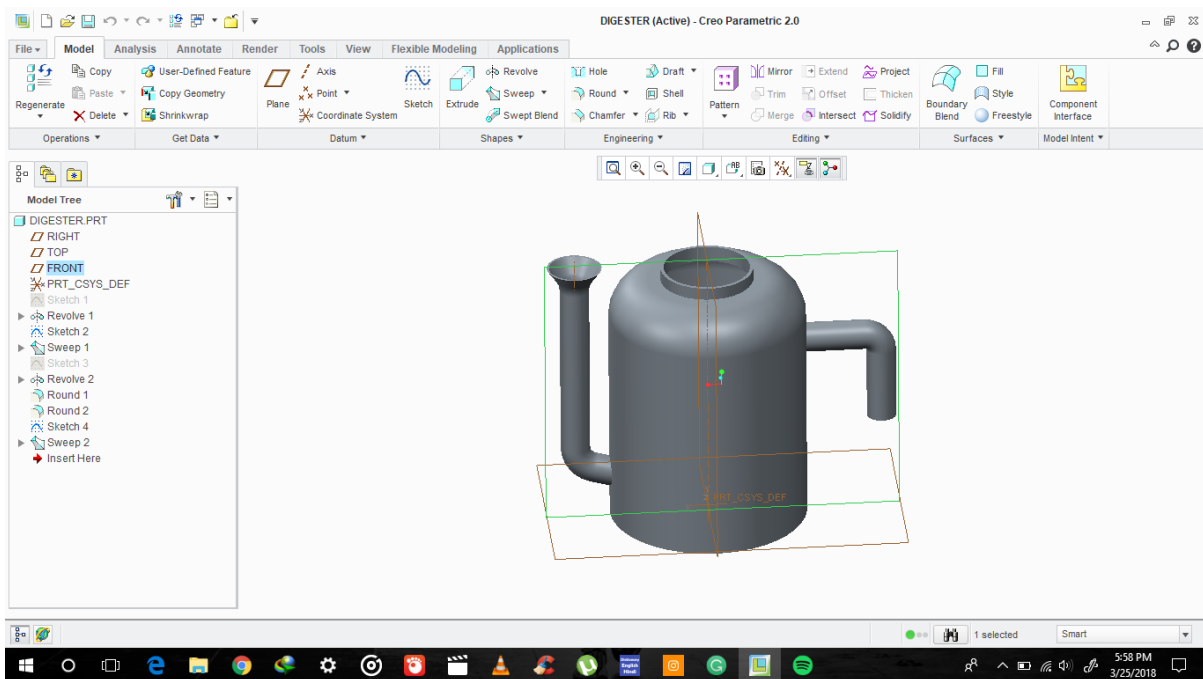 DIGESTER (Active) - Creo Parametric 2.0
File Model Analysis Annotate Render Tools View Flexible Modeling Applications
Regenerate
Copy
Paste
Delete
Operations
User-Defined Feature
Copy Geometry
Shrinkwrap
Get Data
Plane
Axis
Point
Coordinate System
Sketch
Datum
Extrude
Revolve
Sweep
Swept Blend
Shapes
Hole
Round
Chamfer
Draft
Shell
Rib
Engineering
Pattern
Mirror
Trim
Merge
Extend
Offset
Intersect
Project
Thicken
Solidify
Editing
Boundary
Blend
Fill
Style
Freestyle
Surfaces
Component
Interface
Model Intent
Model Tree
DIGESTER.PRT
RIGHT
TOP
FRONT
PRT_CSYS_DEF
Sketch 1
Revolve 1
Sketch 2
Sweep 1
Sketch 3
Revolve 2
Round 1
Round 2
Sketch 4
Sweep 2
Insert Here
PRT_CSYS_DEF
1 selected
Smart
5:58 PM
3/25/2018